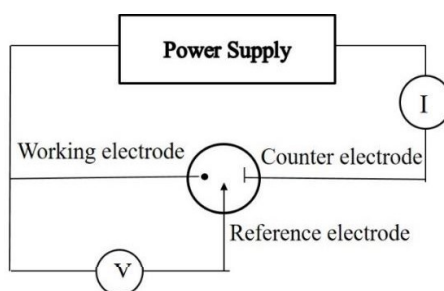 Power Supply
I
Working electrode
Counter electrode
Reference electrode
V